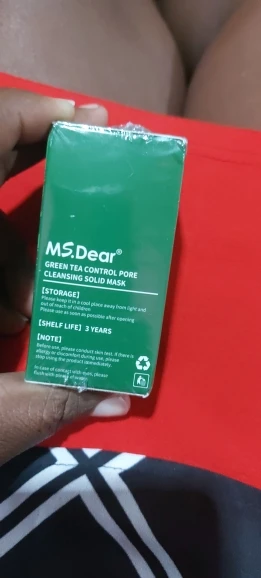 MS.Dear®
GREEN TEA CONTROL PORE
CLEANSING SOLID MASK
[STORAGE]
Please keep it in a cool place away from light and
out of reach of children
Please use as soon as possible after opening
[SHELF LIFE] 3 YEARS
[NOTE]
Before use, please conduct skin test. If there is
allergy or discomfort during use, please
stop using the product immediately.
In case of contact with eyes, please
flush with plenty of water.